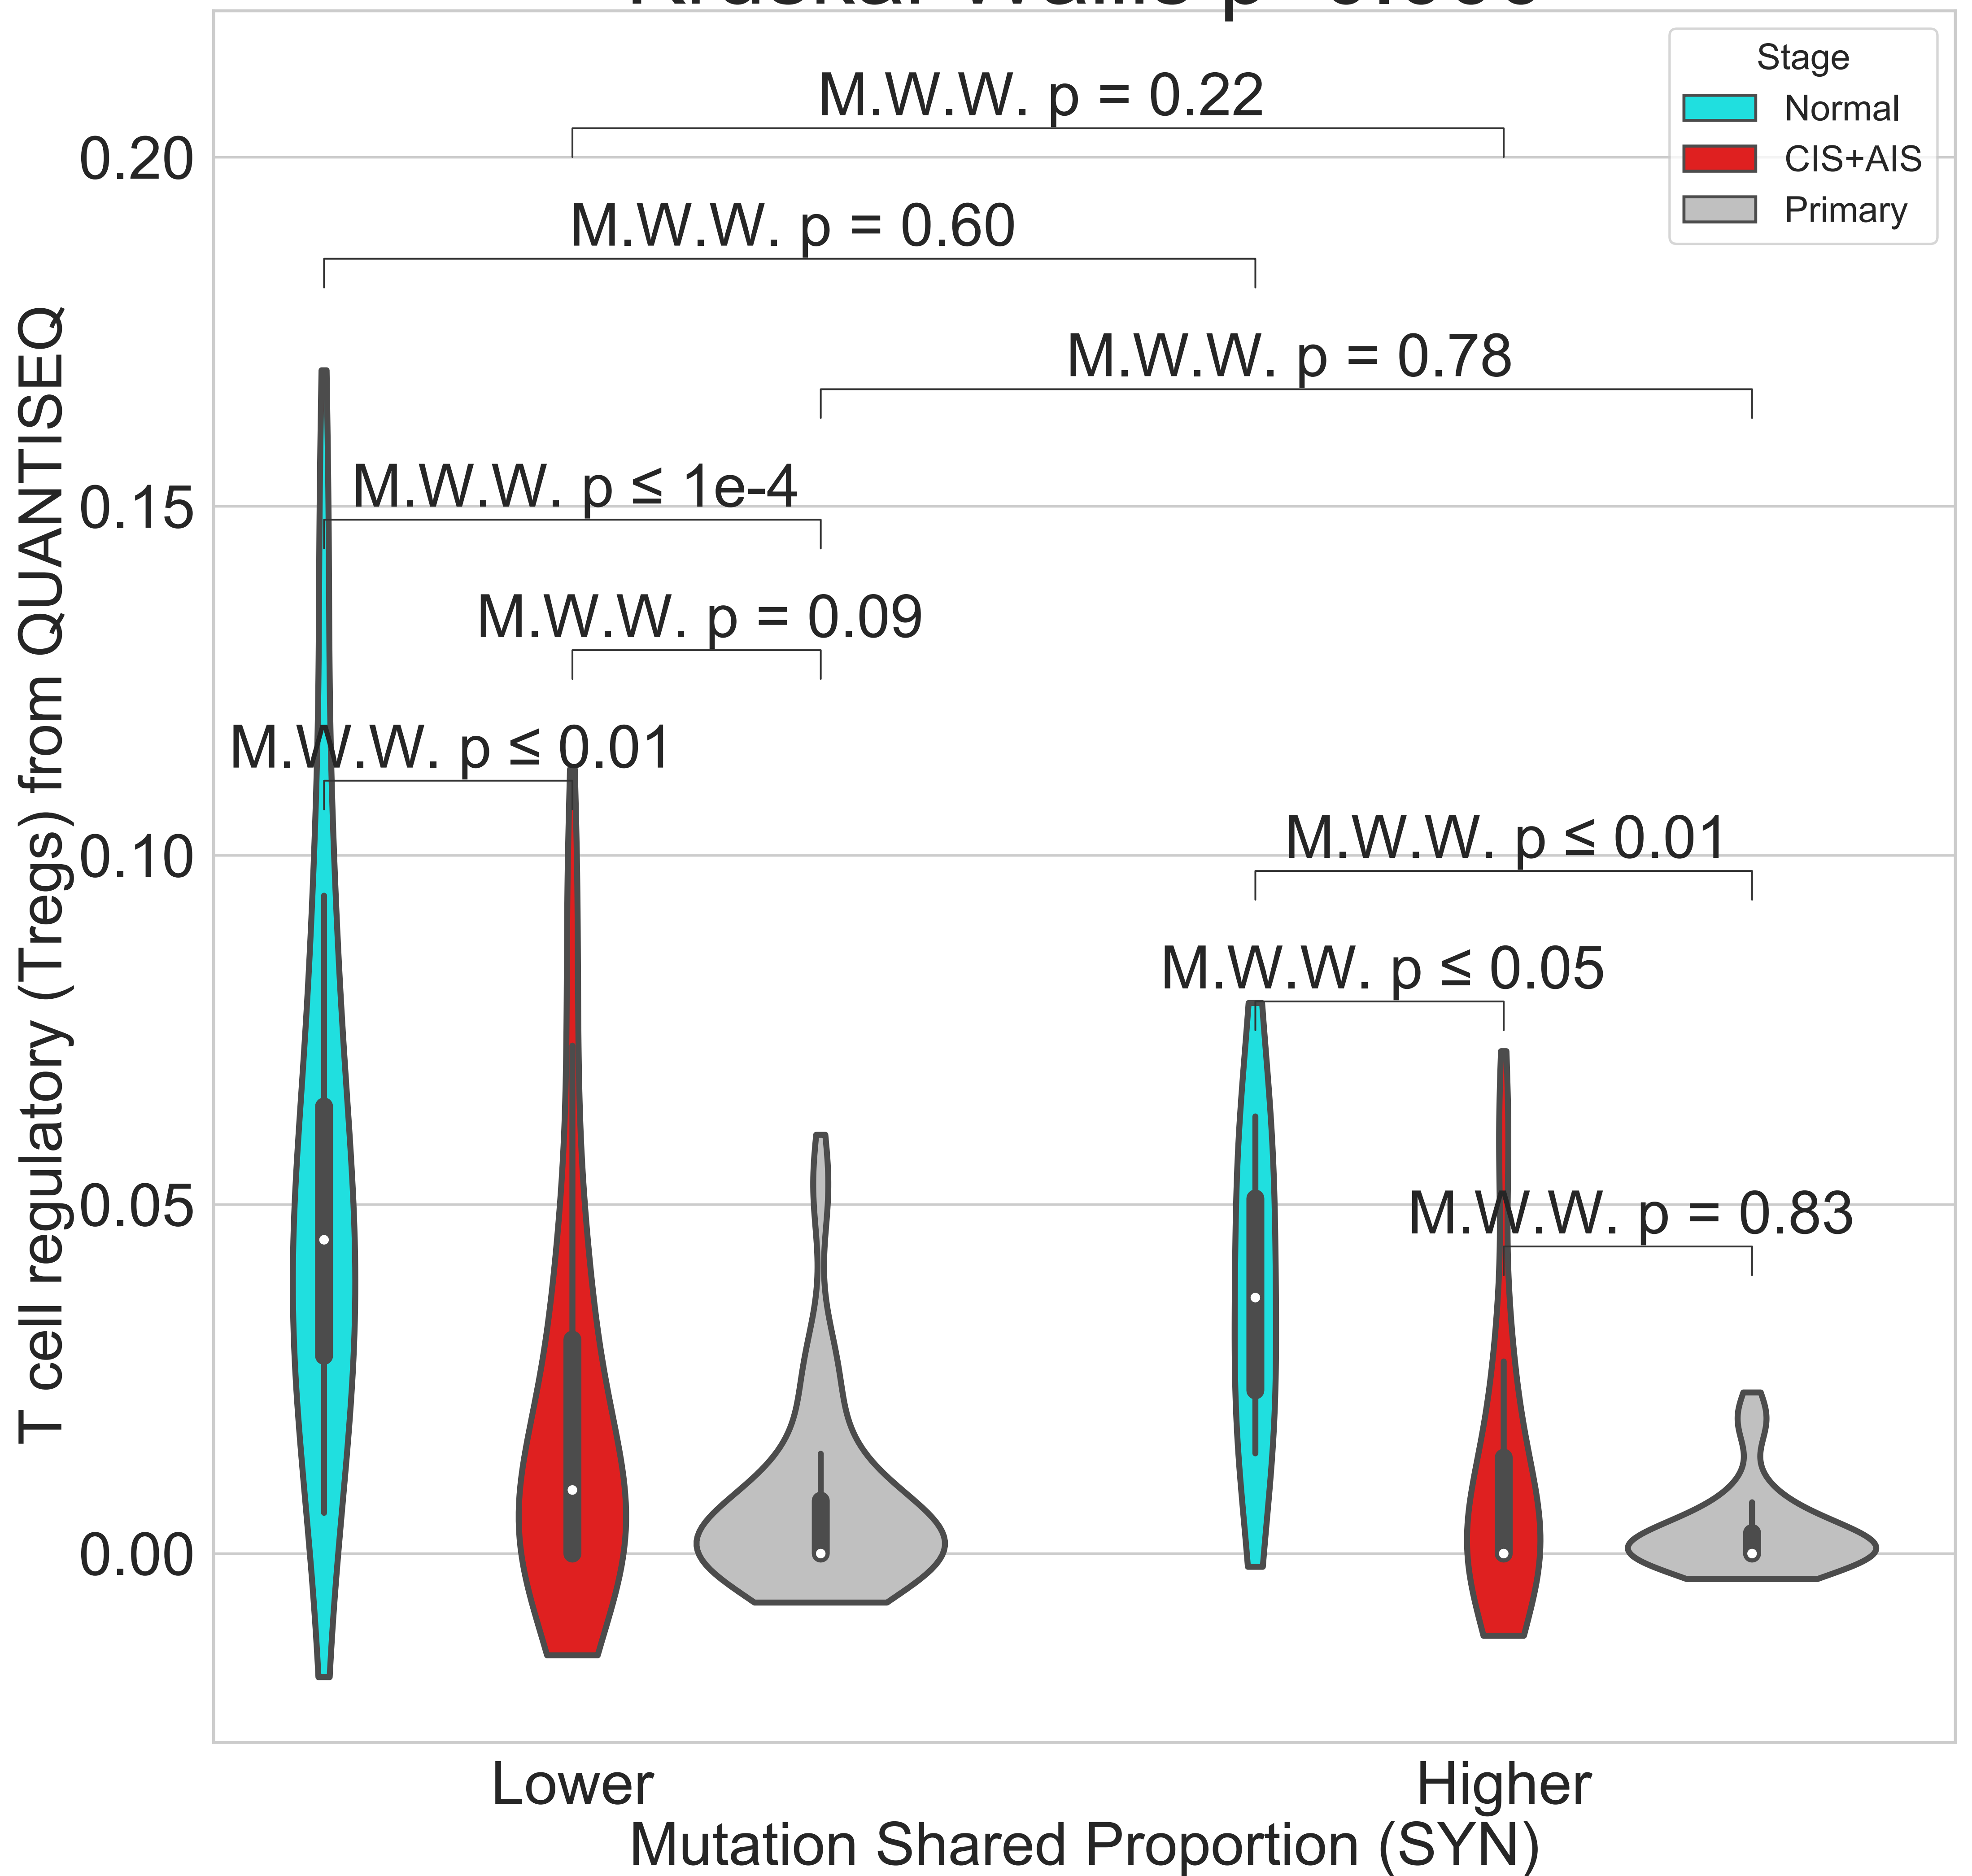 Stage
Normal
CIS+AIS
Primary
M.W.W. p = 0.22
M.W.W. p = 0.60
M.W.W. p = 0.78
M.W.W. p ≤ 1e-4
M.W.W. p = 0.09
M.W.W. p ≤ 0.01
M.W.W. p ≤ 0.01
M.W.W. p ≤ 0.05
M.W.W. p = 0.83
0.20
0.15
0.10
0.05
0.00
T cell regulatory (Tregs) from QUANTISEQ
Lower
Higher
Mutation Shared Proportion (SYN)